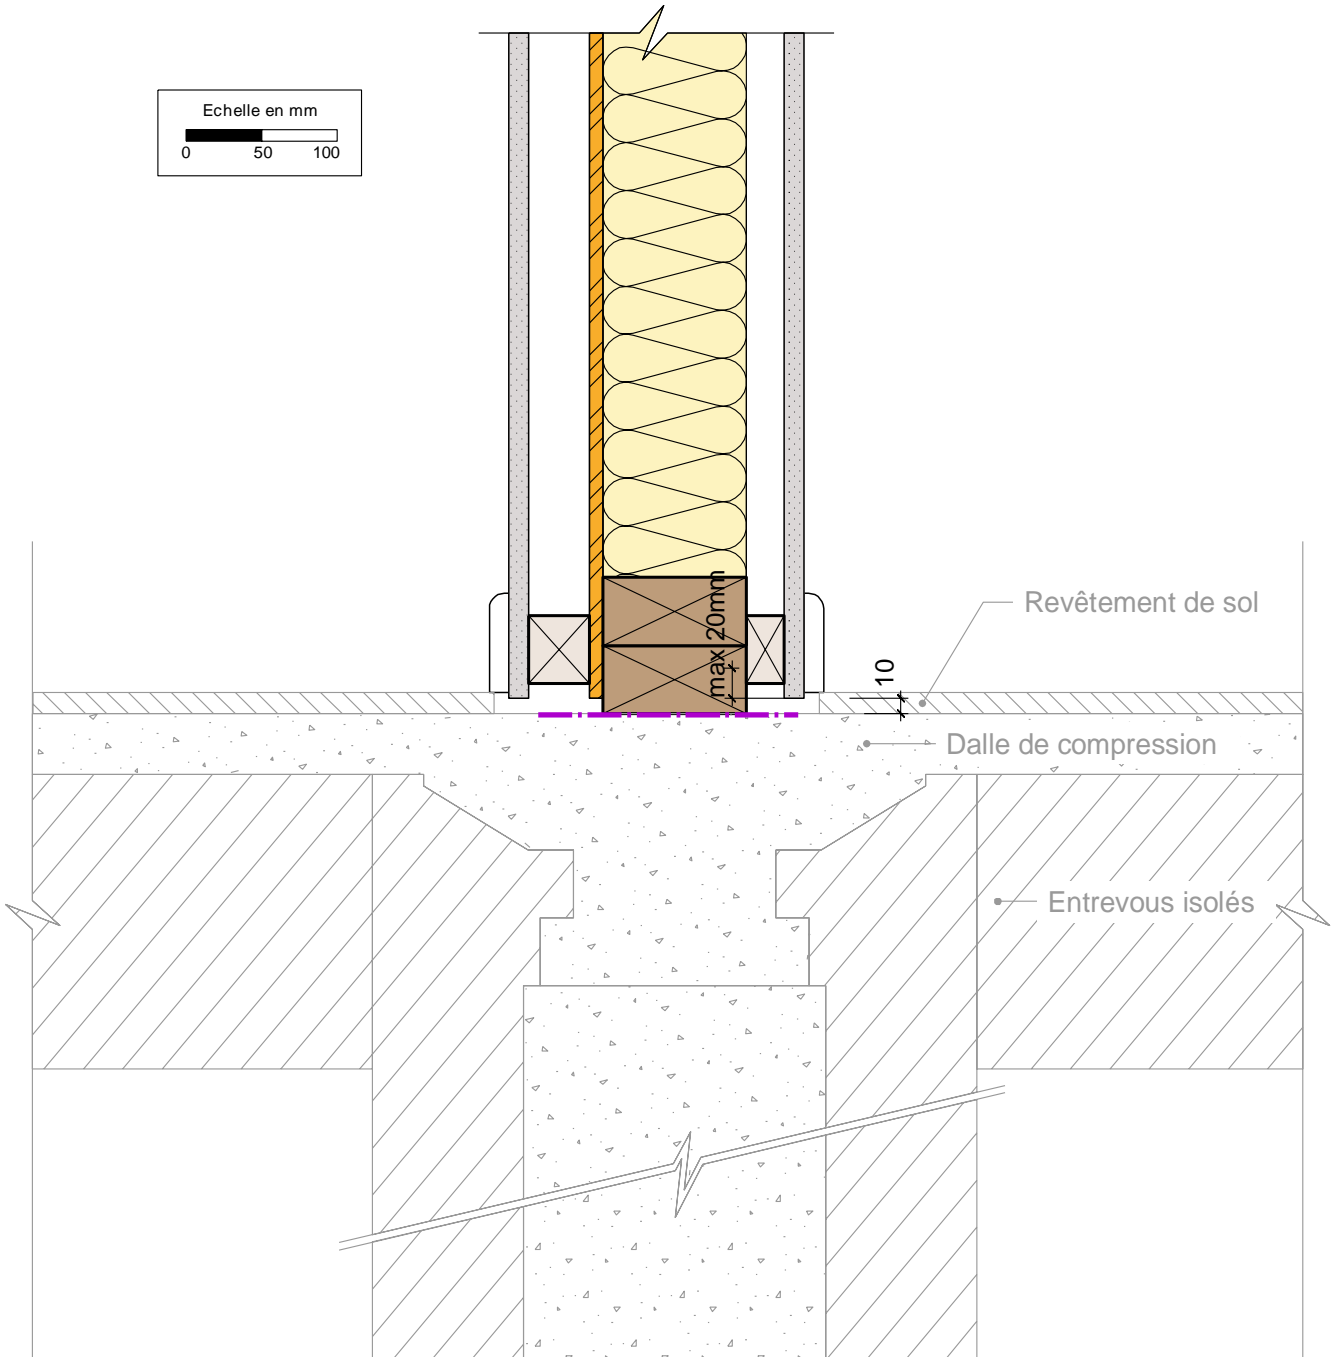 Echelle en mm
0 50 100
max 20mm
Revêtement de sol
10
Dalle de compression
Entrevous isolés